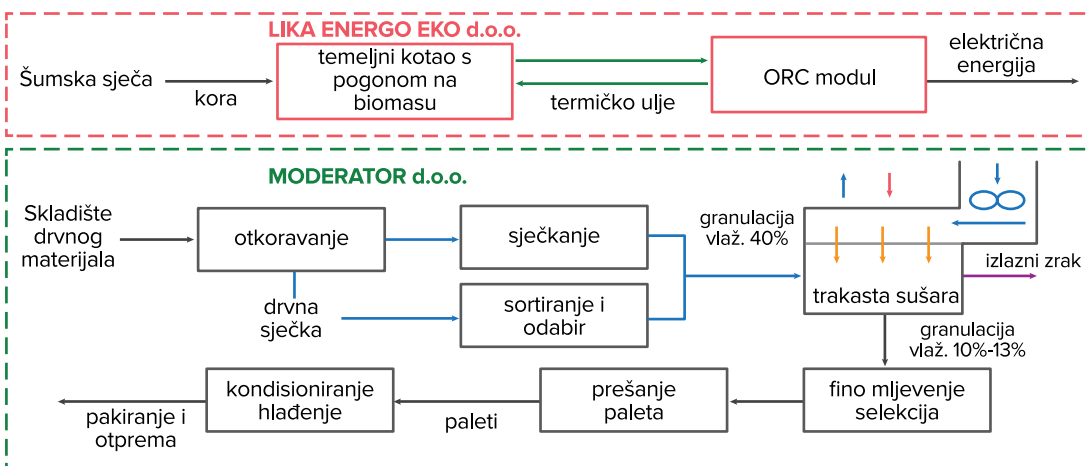 LIKA ENERGO EKO d.o.o.
Šumska sječa
kora
temeljni kotao s
pogonom na
biomasu
termičko ulje
ORC modul
električna
energija
MODERATOR d.o.o.
Skladište
drvnog
materijala
otkoravanje
sječkanje
drvna
sječka
sortiranje i
odabir
granulacija
vlaž. 40%
trakasta sušara
izlazni zrak
granulacija
vlaž. 10%-13%
fino mljevenje
selekcija
prešanje
paleta
paleti
kondisioniranje
hlađenje
pakiranje i
otprema